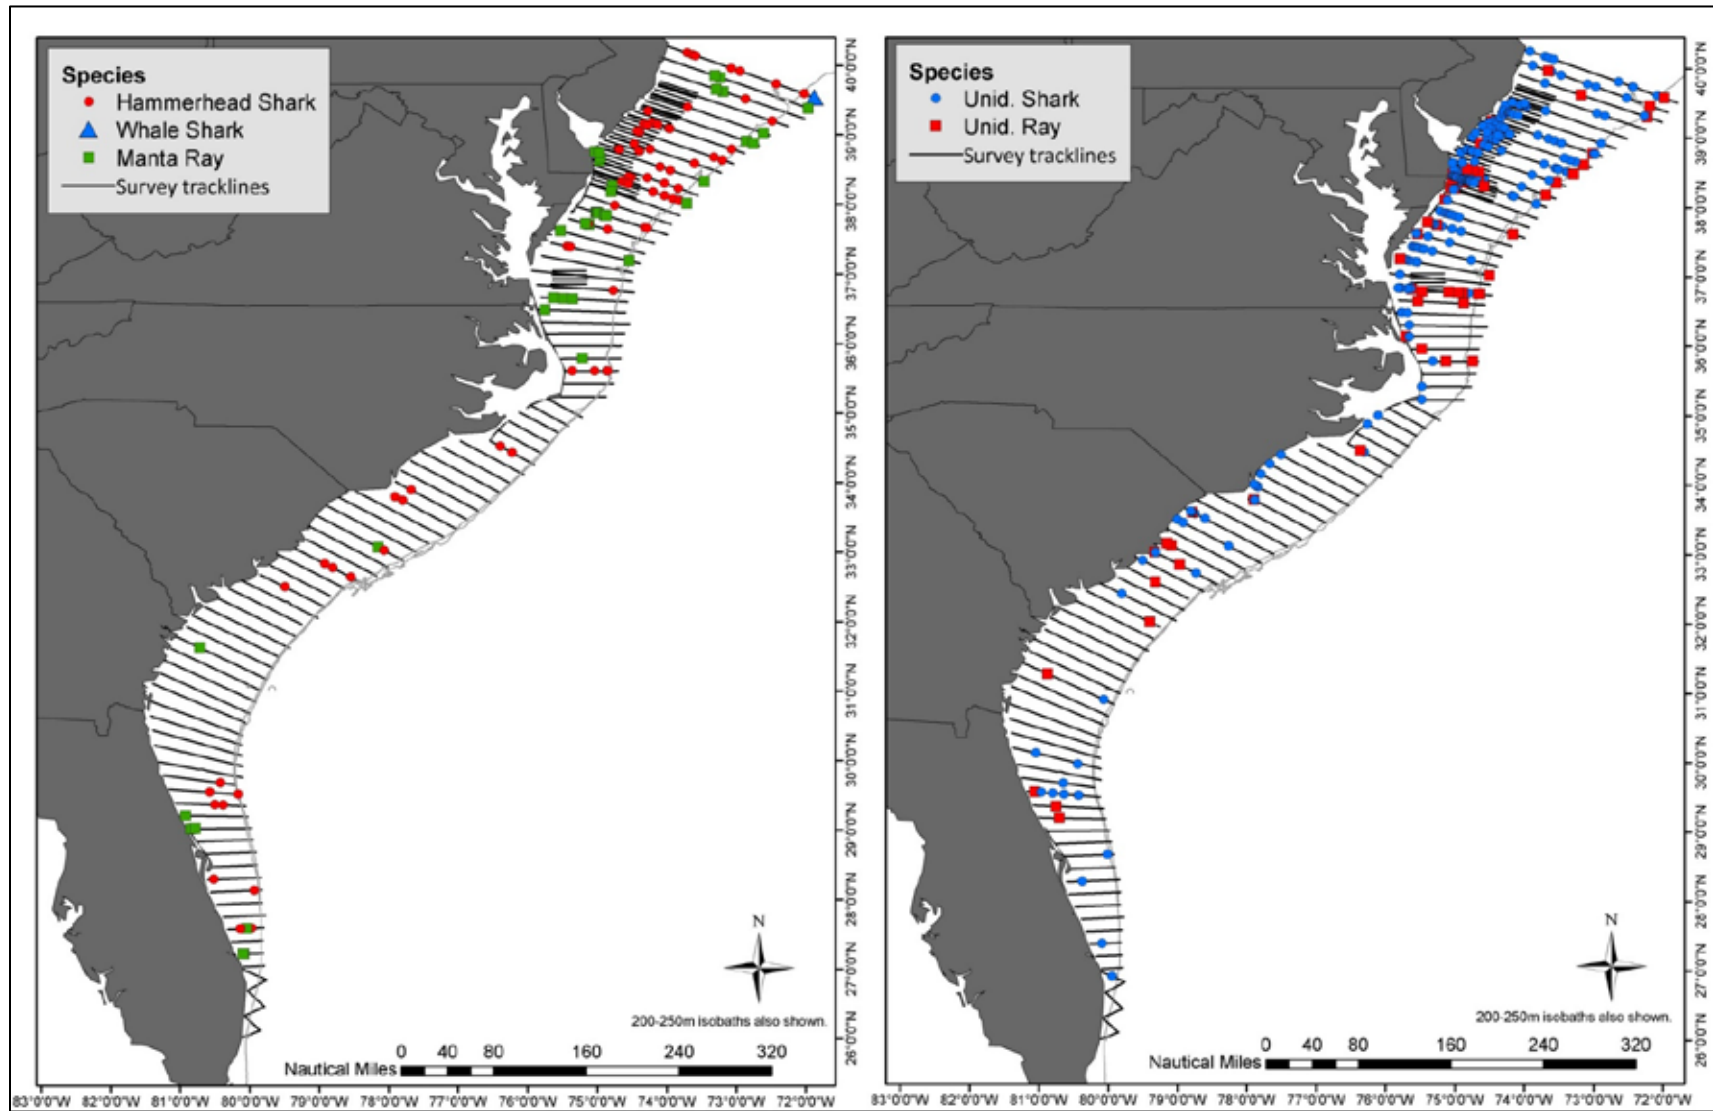 Species
Hammerhead Shark
Whale Shark
Manta Ray
Survey tracklines
40°0'0"N
39°0'0"N
38°0'0"N
37°0'0"N
36°0'0"N
35°0'0"N
34°0'0"N
33°0'0"N
32°0'0"N
31°0'0"N
30°0'0"N
29°0'0"N
28°0'0"N
27°0'0"N
26°0'0"N
N
200-250m isobaths also shown.
Nautical Miles
0 40 80 160 240 320
83°0'0"W 82°0'0"W 81°0'0"W 80°0'0"W 79°0'0"W 78°0'0"W 77°0'0"W 76°0'0"W 75°0'0"W 74°0'0"W 73°0'0"W 72°0'0"W
Species
Unid. Shark
Unid. Ray
Survey tracklines
40°0'0"N
39°0'0"N
38°0'0"N
37°0'0"N
36°0'0"N
35°0'0"N
34°0'0"N
33°0'0"N
32°0'0"N
31°0'0"N
30°0'0"N
29°0'0"N
28°0'0"N
27°0'0"N
26°0'0"N
N
200-250m isobaths also shown.
Nautical Miles
0 40 80 160 240 320
83°0'0"W 82°0'0"W 81°0'0"W 80°0'0"W 79°0'0"W 78°0'0"W 77°0'0"W 76°0'0"W 75°0'0"W 74°0'0"W 73°0'0"W 72°0'0"W